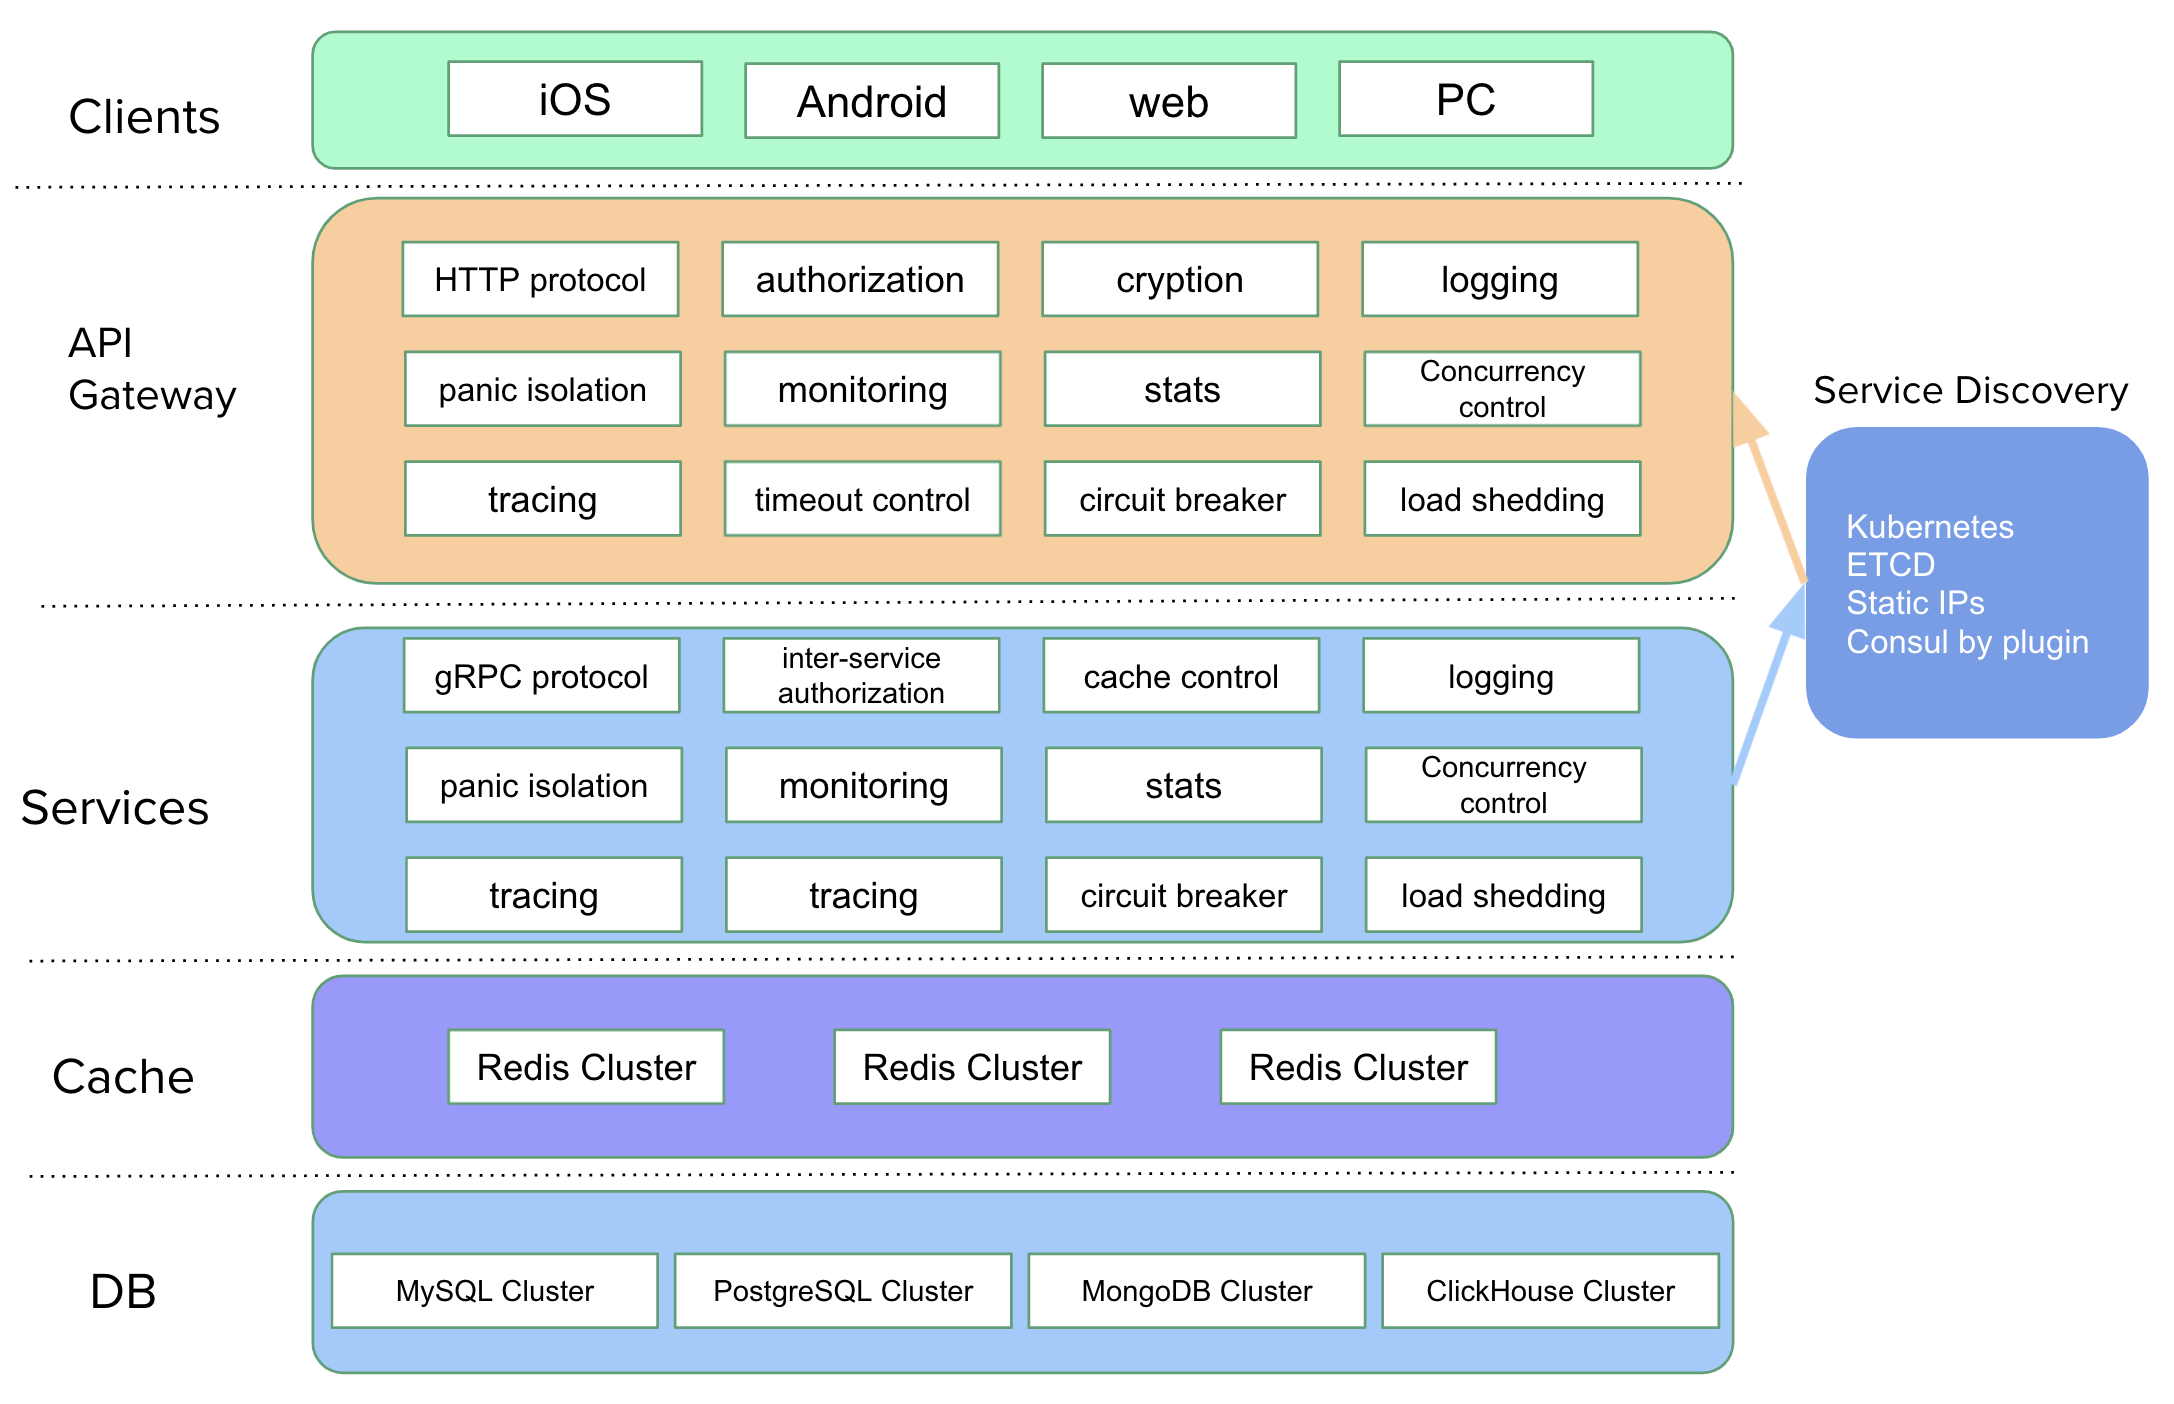 Clients
iOS
Android
web
PC
API
Gateway
HTTP protocol
authorization
cryption
logging
panic isolation
monitoring
stats
Concurrency
control
tracing
timeout control
circuit breaker
load shedding
Service Discovery
Kubernetes
ETCD
Static IPs
Consul by plugin
Services
gRPC protocol
inter-service
authorization
cache control
logging
panic isolation
monitoring
stats
Concurrency
control
tracing
tracing
circuit breaker
load shedding
Cache
Redis Cluster
Redis Cluster
Redis Cluster
DB
MySQL Cluster
PostgreSQL Cluster
MongoDB Cluster
ClickHouse Cluster